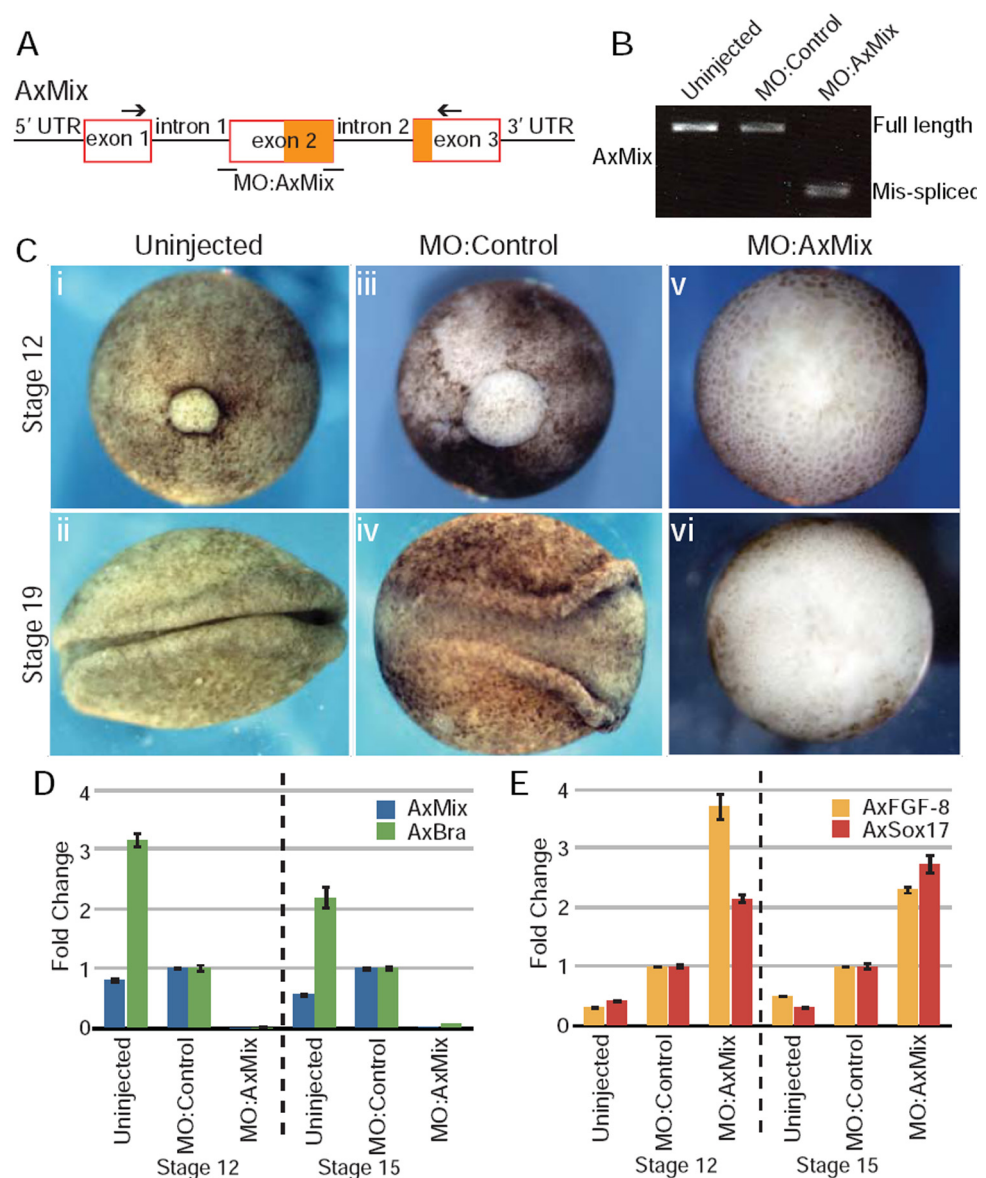 A
AxMix
5' UTR
exon 1
intron 1
exon 2
intron 2
exon 3
3' UTR
MO:AxMix
B
Uninjected
MO:Control
MO:AxMix
AxMix
Full length
Mis-spliced
C
Uninjected
MO:Control
MO:AxMix
Stage 12
i
iii
v
Stage 19
ii
iv
vi
D
4
3
2
1
0
Fold Change
AxMix
AxBra
Uninjected
MO:Control
MO:AxMix
Uninjected
MO:Control
MO:AxMix
Stage 12
Stage 15
E
4
3
2
1
0
Fold Change
AxFGF-8
AxSox17
Uninjected
MO:Control
MO:AxMix
Uninjected
MO:Control
MO:AxMix
Stage 12
Stage 15